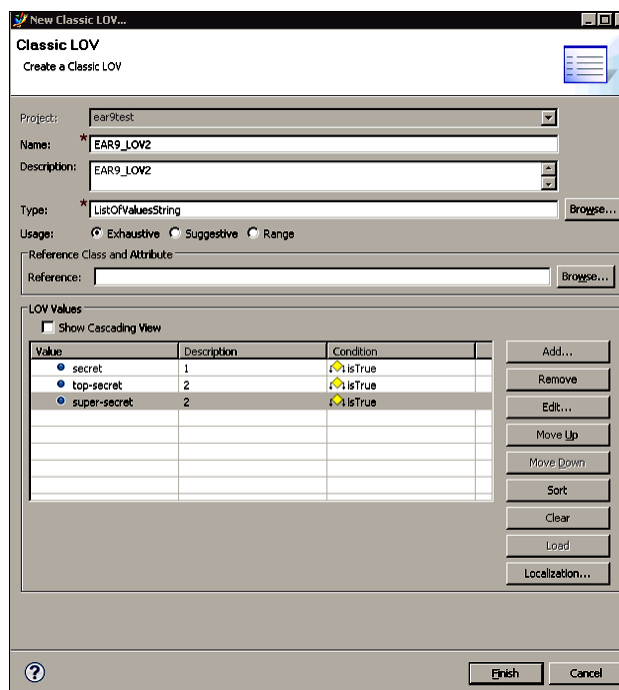 New Classic LOV...
Classic LOV
Create a Classic LOV
Project: ear9test
Name: * EAR9_LOV2
Description: EAR9_LOV2
Type: * ListOfValuesString Browse...
Usage: Exhaustive Suggestive Range
Reference Class and Attribute
Reference: Browse...
LOV Values
Show Cascading View
Value Description Condition
secret 1 isTrue
top-secret 2 isTrue
super-secret 2 isTrue
Add...
Remove
Edit...
Move Up
Move Down
Sort
Clear
Load
Localization...
? Finish Cancel